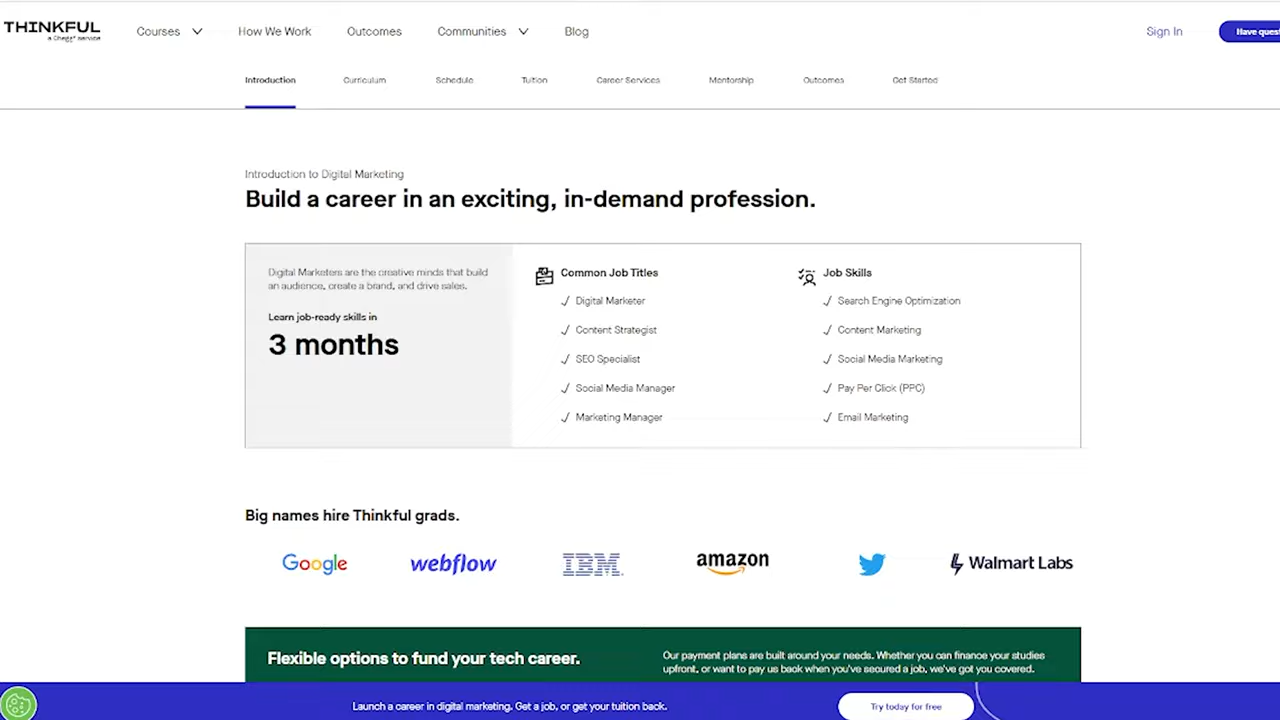 THINKFUL
a Chegg® service
Courses
How We Work
Outcomes
Communities
Blog
Sign In
Have
Introduction
Curriculum
Schedule
Tuition
Career Services
Mentorship
Outcomes
Get Started
Introduction to Digital Marketing
Build a career in an exciting, in-demand profession.
Digital Marketers are the creative minds that build
an audience, create a brand, and drive sales.
Learn job-ready skills in
3 months
Common Job Titles
Digital Marketer
Content Strategist
SEO Specialist
Social Media Manager
Marketing Manager
Job Skills
Search Engine Optimization
Content Marketing
Social Media Marketing
Pay Per Click (PPC)
Email Marketing
Big names hire Thinkful grads.
Google
webflow
IBM
amazon
Walmart Labs
Flexible options to fund your tech career.
Our payment plans are built around your needs. Whether you can finance your studies
upfront, or want to pay us back when you've secured a job, we've got you covered.
Launch a career in digital marketing. Get a job, or get your tuition back.
Try today for free